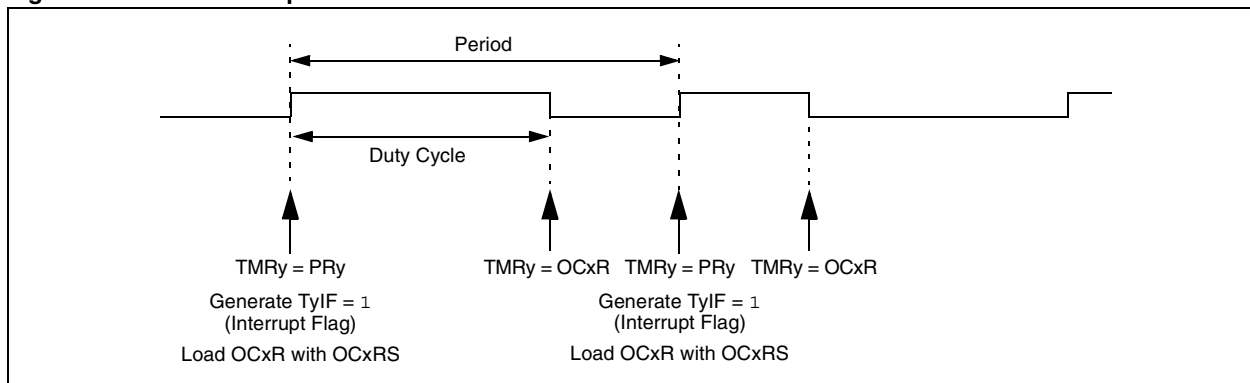 Period
Duty Cycle
TMRy = PRy
TMRy = OCxR
TMRy = PRy
TMRy = OCxR
Generate TyIF = 1
(Interrupt Flag)
Load OCxR with OCxRS
Generate TyIF = 1
(Interrupt Flag)
Load OCxR with OCxRS